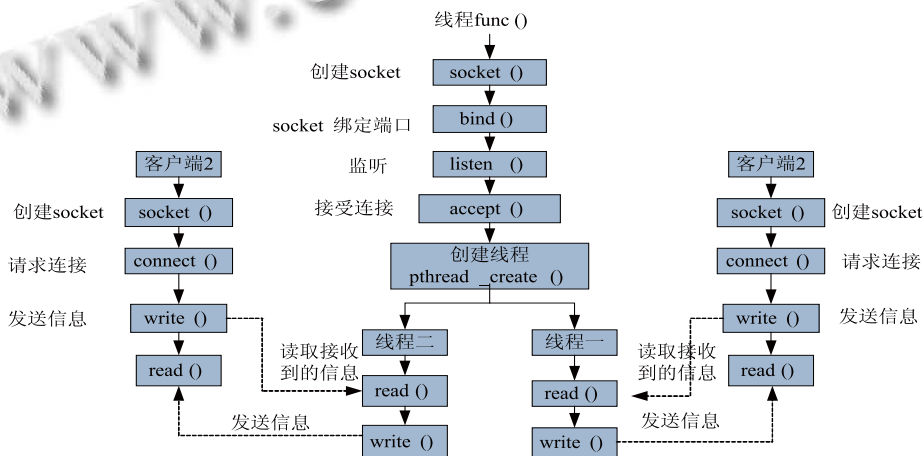 www.
线程func()
创建socket
socket ()
socket 绑定端口
bind()
监听
listen ()
接受连接
accept ()
创建线程
pthread _create ()
客户端2
创建socket
socket ()
请求连接
connect ()
发送信息
write ()
read()
客户端2
socket ()
创建socket
connect ()
请求连接
write ()
发送信息
read()
线程二
线程一
读取接收
到的信息
读取接收
到的信息
read()
read()
发送信息
发送信息
write ()
write ()